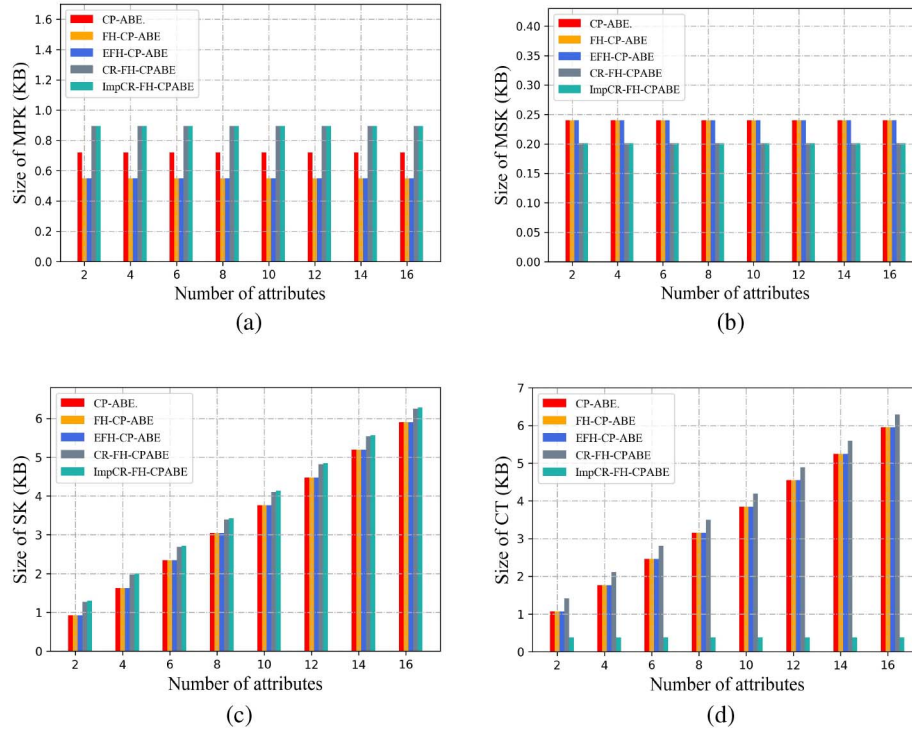 Size of MPK (KB)
1.6
1.4
1.2
1.0
0.8
0.6
0.4
0.2
0.0
CP-ABE.
FH-CP-ABE
EFH-CP-ABE
CR-FH-CPABE
ImpCR-FH-CPABE
2 4 6 8 10 12 14 16
Number of attributes
(a)
Size of MSK (KB)
0.40
0.35
0.30
0.25
0.20
0.15
0.10
0.05
0.00
CP-ABE.
FH-CP-ABE
EFH-CP-ABE
CR-FH-CPABE
ImpCR-FH-CPABE
2 4 6 8 10 12 14 16
Number of attributes
(b)
Size of SK (KB)
6
5
4
3
2
1
0
CP-ABE.
FH-CP-ABE
EFH-CP-ABE
CR-FH-CPABE
ImpCR-FH-CPABE
2 4 6 8 10 12 14 16
Number of attributes
(c)
Size of CT (KB)
7
6
5
4
3
2
1
0
CP-ABE.
FH-CP-ABE
EFH-CP-ABE
CR-FH-CPABE
ImpCR-FH-CPABE
2 4 6 8 10 12 14 16
Number of attributes
(d)